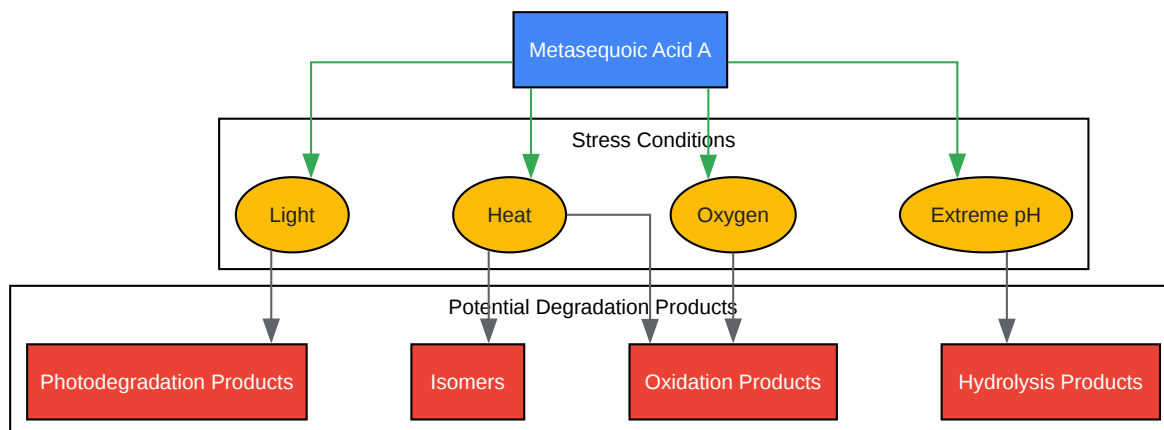 Metasequoic Acid A
Stress Conditions
Light
Heat
Oxygen
Extreme pH
Potential Degradation Products
Photodegradation Products
Isomers
Oxidation Products
Hydrolysis Products